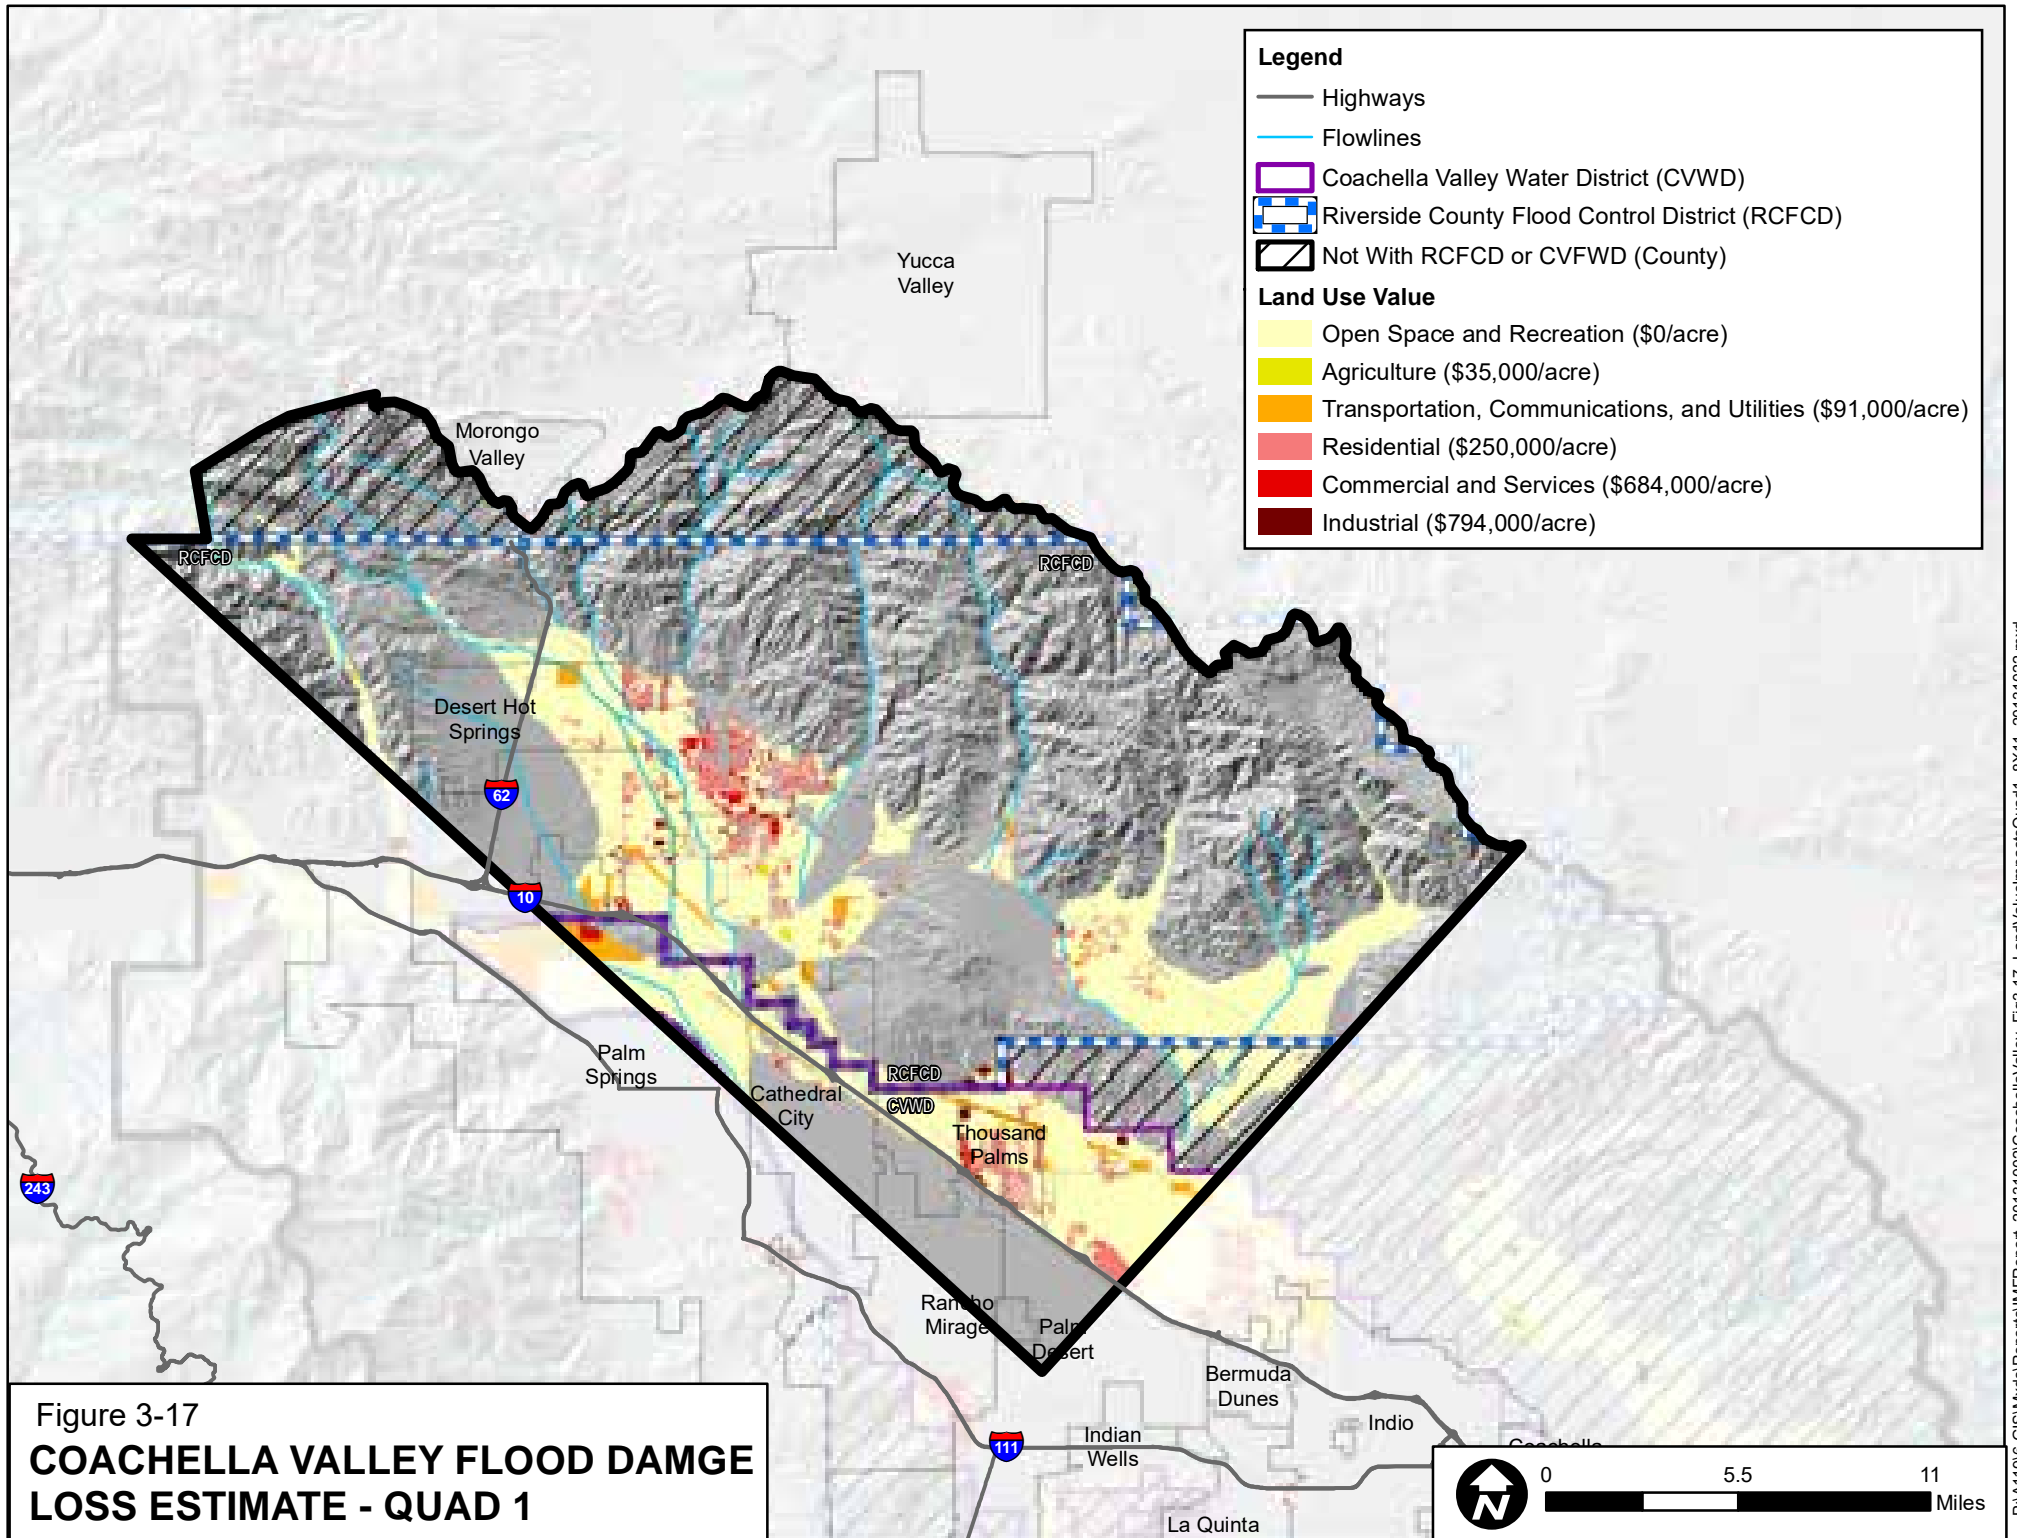 Legend
Highways
Flowlines
Coachella Valley Water District (CVWD)
Riverside County Flood Control District (RCFCD)
Not With RCFCD or CVFWD (County)
Land Use Value
Open Space and Recreation ($0/acre)
Agriculture ($35,000/acre)
Transportation, Communications, and Utilities ($91,000/acre)
Residential ($250,000/acre)
Commercial and Services ($684,000/acre)
Industrial ($794,000/acre)
Yucca
Valley
Morongo
Valley
RCFCD
RCFCD
Desert Hot
Springs
62
10
Palm
Springs
Cathedral
City
RCFCD
CVWD
Thousand
Palms
243
Rancho
Mirage
Palm
Desert
Bermuda
Dunes
Indio
Indian
Wells
111
Coachella
La Quinta
Figure 3-17
COACHELLA VALLEY FLOOD DAMGE
LOSS ESTIMATE - QUAD 1
N
0 5.5 11
Miles